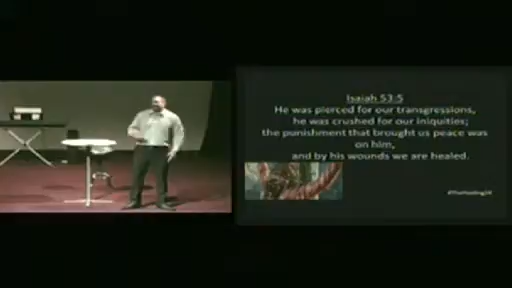 Isaiah 53:5
He was pierced for our transgressions,
he was crushed for our iniquities;
the punishment that brought us peace was
on him,
and by his wounds we are healed.